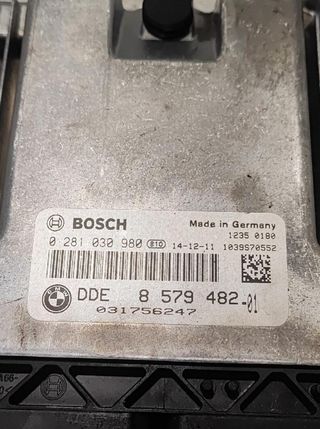 BOSCH Made in Germany
1235 0180
0 281 030 980 14-12-11 1039S70552
DDE 8 579 482-01
031756247